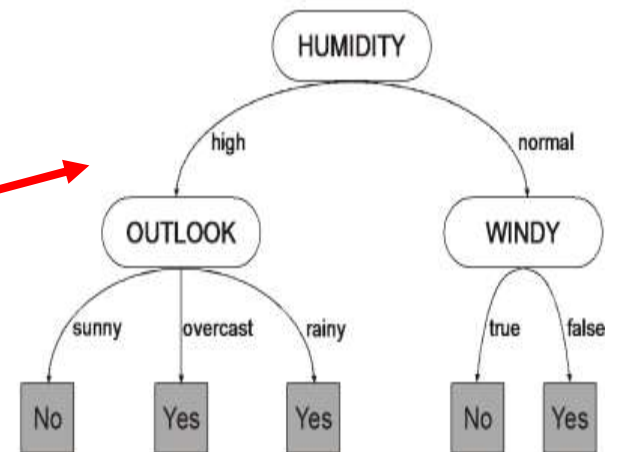 HUMIDITY
high normal
OUTLOOK WINDY
sunny overcast rainy true false
No Yes Yes No Yes